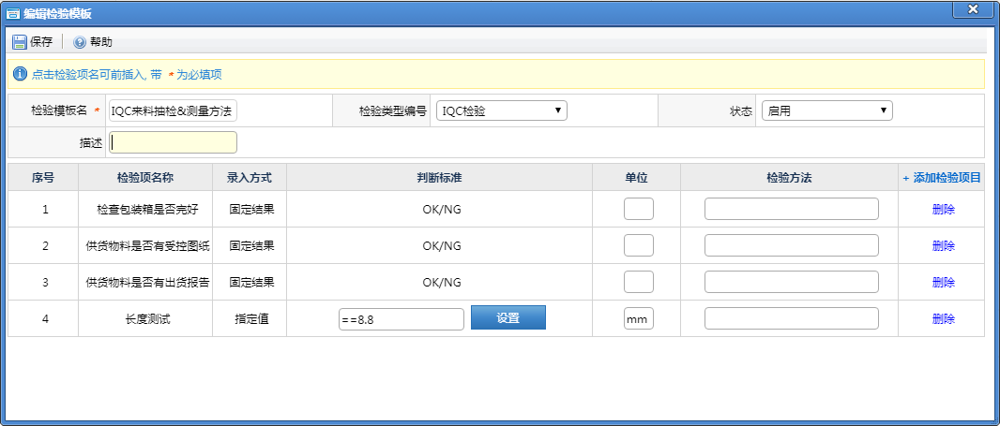 编辑检验模板
保存 帮助
点击检验项名可前插入, 带 * 为必填项
检验模板名 * IQC来料抽检&测量方法 检验类型编号 IQC检验 状态 启用
描述
序号 检验项名称 录入方式 判断标准 单位 检验方法 + 添加检验项目
1 检查包装箱是否完好 固定结果 OK/NG 删除
2 供货物料是否有受控图纸 固定结果 OK/NG 删除
3 供货物料是否有出货报告 固定结果 OK/NG 删除
4 长度测试 指定值 ==8.8 设置 mm 删除